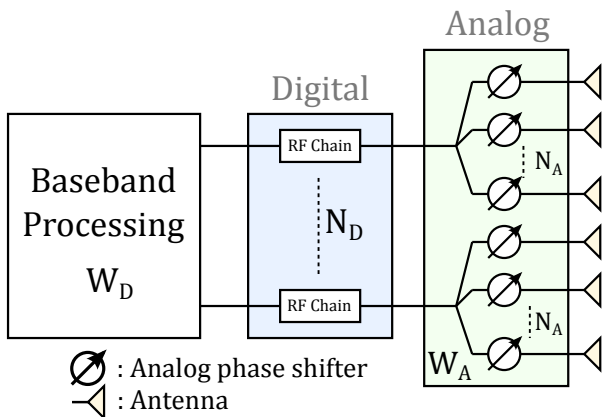 Analog
Digital
RF Chain
Baseband
Processing
W_D
N_D
N_A
RF Chain
N_A
W_A
: Analog phase shifter
: Antenna